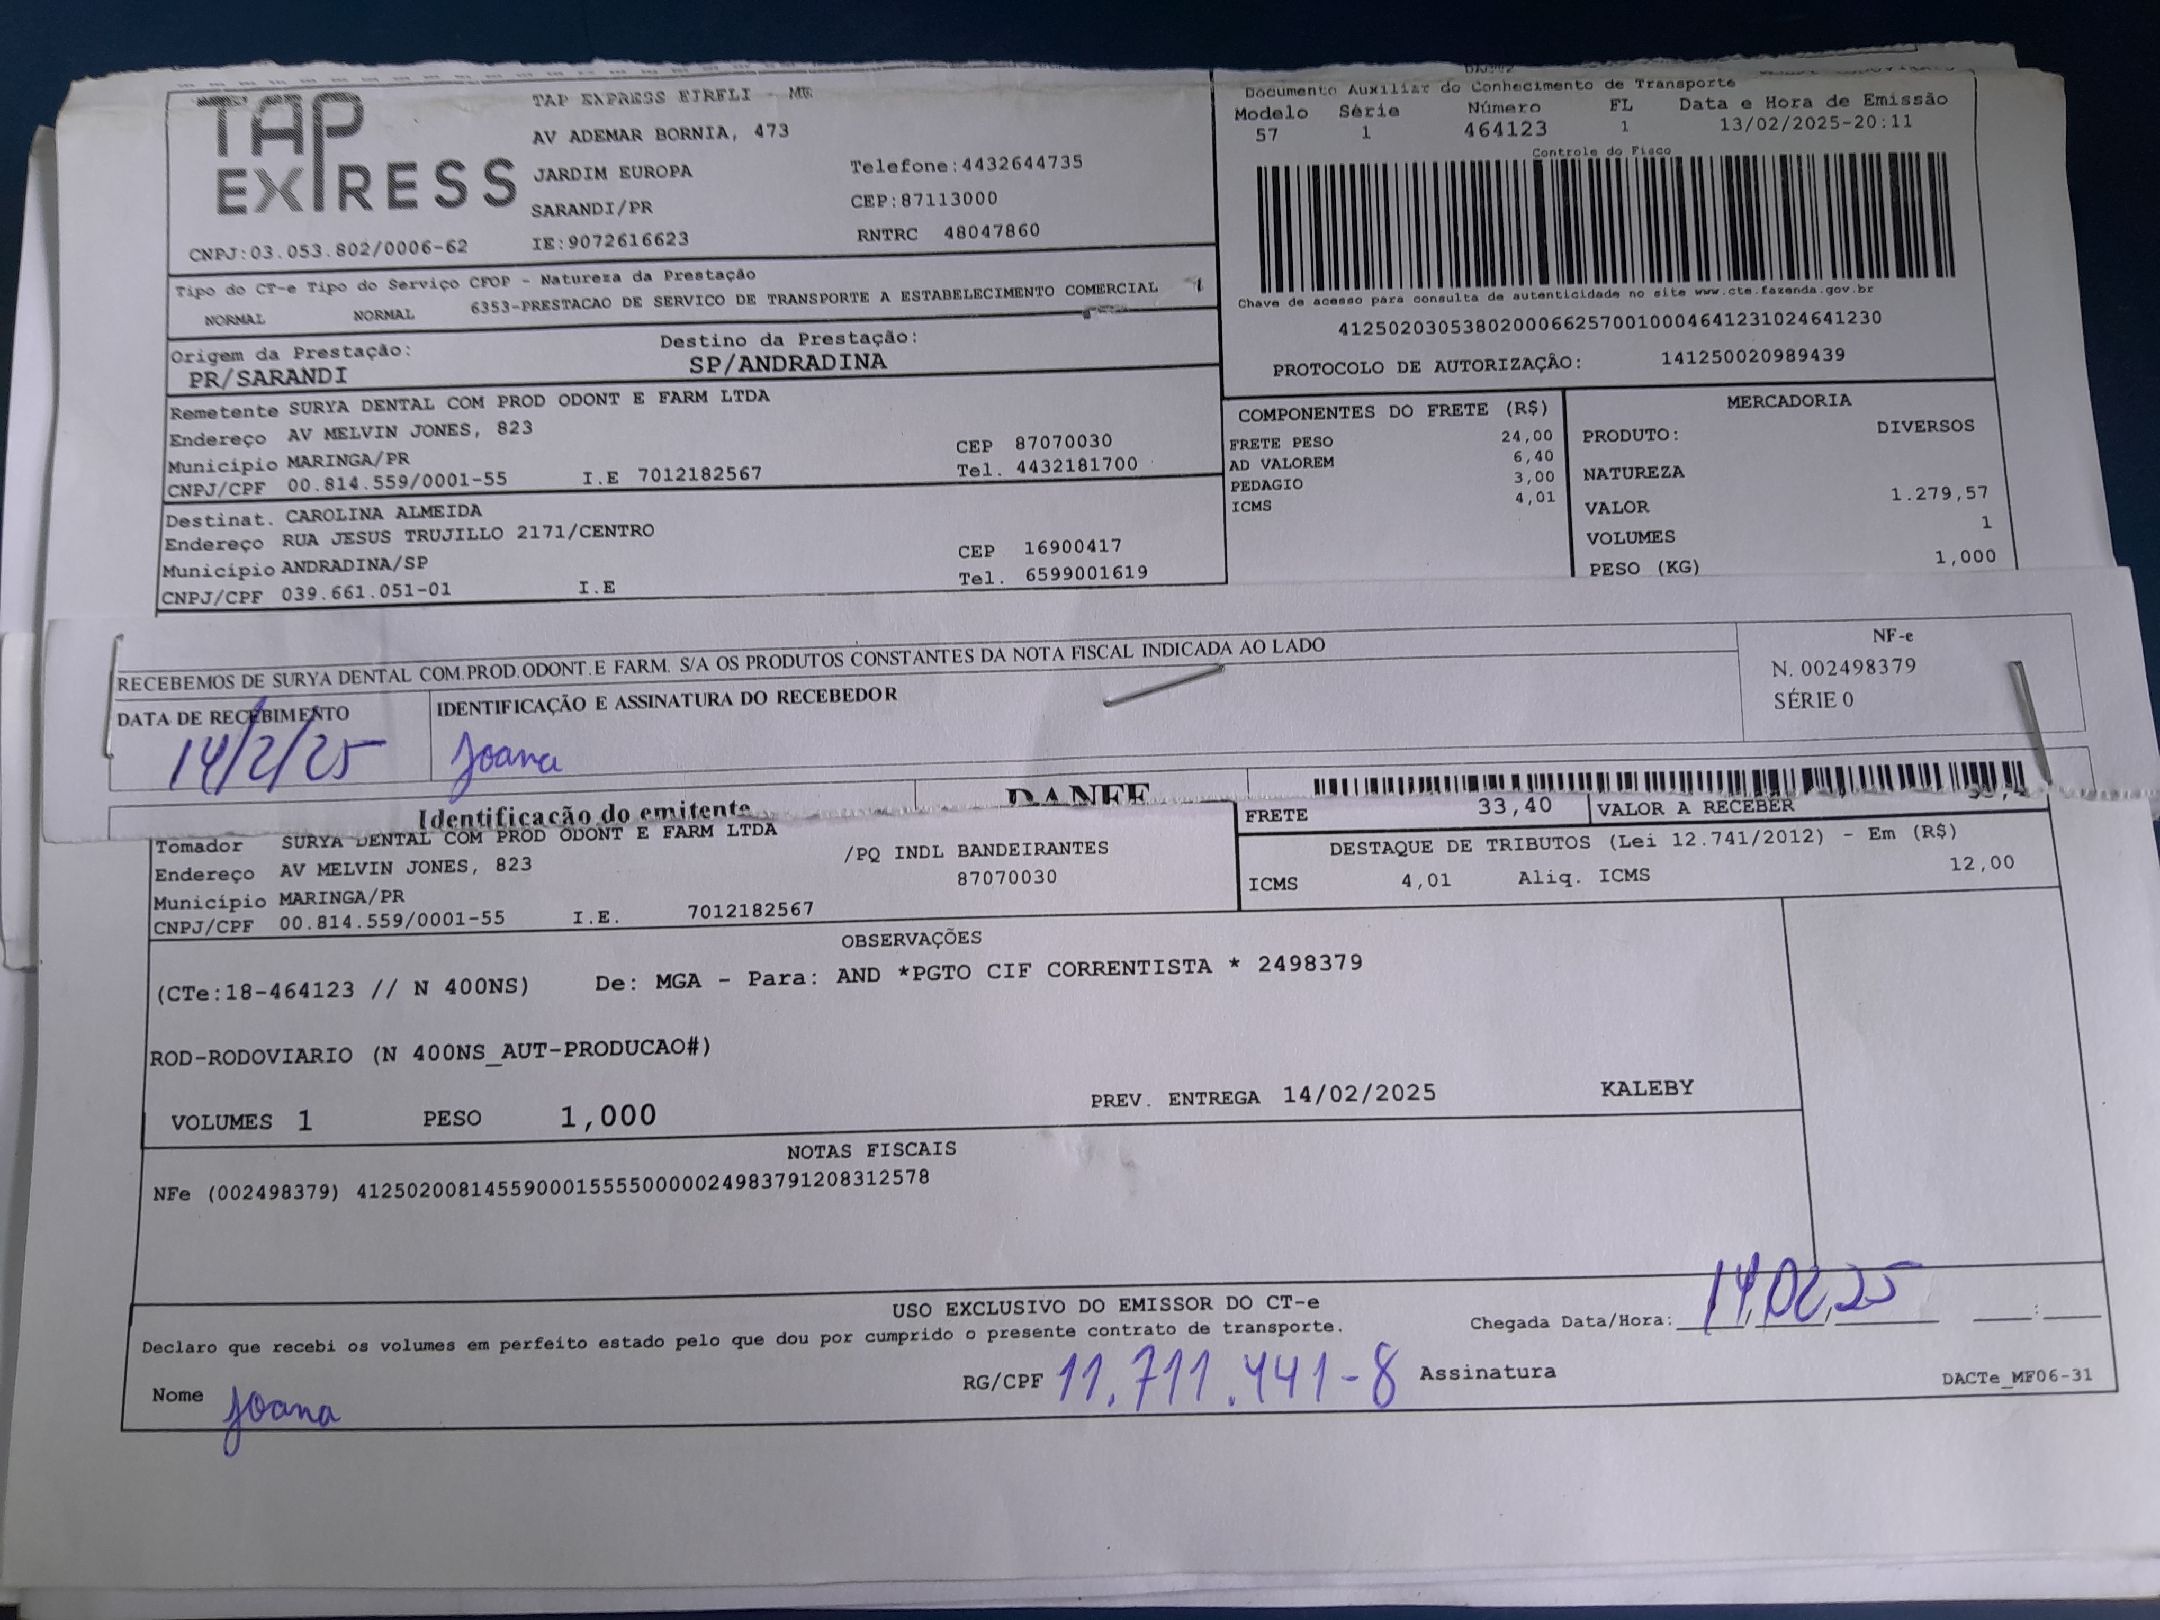 TAP
EXPRESS
TAP EXPRESS EIRELI - ME
AV ADEMAR BORNIA, 473
JARDIM EUROPA
Telefone:4432644735
SARANDI/PR
CEP:87113000
CNPJ:03.053.802/0006-62
IE:9072616623
RNTRC 48047860
Documento Auxiliar do Conhecimento de Transporte
Modelo Série Número FL Data e Hora de Emissão
57 1 464123 1 13/02/2025-20:11
Controle do Fisco
Chave de acesso para consulta de autenticidade no site www.cte.fazenda.gov.br
41250203053802000662570010004641231024641230
PROTOCOLO DE AUTORIZAÇÃO: 141250020989439
Tipo do CT-e Tipo do Serviço CFOP - Natureza da Prestação
NORMAL NORMAL 6353-PRESTACAO DE SERVICO DE TRANSPORTE A ESTABELECIMENTO COMERCIAL
Origem da Prestação: Destino da Prestação:
PR/SARANDI SP/ANDRADINA
Remetente SURYA DENTAL COM PROD ODONT E FARM LTDA
Endereço AV MELVIN JONES, 823
Município MARINGA/PR CEP 87070030
CNPJ/CPF 00.814.559/0001-55 I.E 7012182567 Tel. 4432181700
Destinat. CAROLINA ALMEIDA
Endereço RUA JESUS TRUJILLO 2171/CENTRO
Município ANDRADINA/SP CEP 16900417
CNPJ/CPF 039.661.051-01 I.E Tel. 6599001619
COMPONENTES DO FRETE (R$)
FRETE PESO 24,00
AD VALOREM 6,40
PEDAGIO 3,00
ICMS 4,01
MERCADORIA
PRODUTO: DIVERSOS
NATUREZA
VALOR 1.279,57
VOLUMES 1
PESO (KG) 1,000
RECEBEMOS DE SURYA DENTAL COM.PROD.ODONT.E FARM. S/A OS PRODUTOS CONSTANTES DA NOTA FISCAL INDICADA AO LADO
NF-e
N. 002498379
SÉRIE 0
DATA DE RECEBIMENTO
14/2/25
IDENTIFICAÇÃO E ASSINATURA DO RECEBEDOR
Joana
Identificação do emitente
DANFE
FRETE 33,40 VALOR A RECEBER
Tomador SURYA DENTAL COM PROD ODONT E FARM LTDA
Endereço AV MELVIN JONES, 823 /PQ INDL BANDEIRANTES
Município MARINGA/PR 87070030
CNPJ/CPF 00.814.559/0001-55 I.E. 7012182567
DESTAQUE DE TRIBUTOS (Lei 12.741/2012) - Em (R$)
ICMS 4,01 Aliq. ICMS 12,00
OBSERVAÇÕES
(CTe:18-464123 // N 400NS) De: MGA - Para: AND *PGTO CIF CORRENTISTA * 2498379
ROD-RODOVIARIO (N 400NS_AUT-PRODUCAO#)
VOLUMES 1 PESO 1,000 PREV. ENTREGA 14/02/2025 KALEBY
NOTAS FISCAIS
NFe (002498379) 41250200814559000155550000024983791208312578
USO EXCLUSIVO DO EMISSOR DO CT-e
Declaro que recebi os volumes em perfeito estado pelo que dou por cumprido o presente contrato de transporte.
Chegada Data/Hora: 14,02,25 :
Nome Joana RG/CPF 11.711.441-8 Assinatura
DACTe_MF06-31